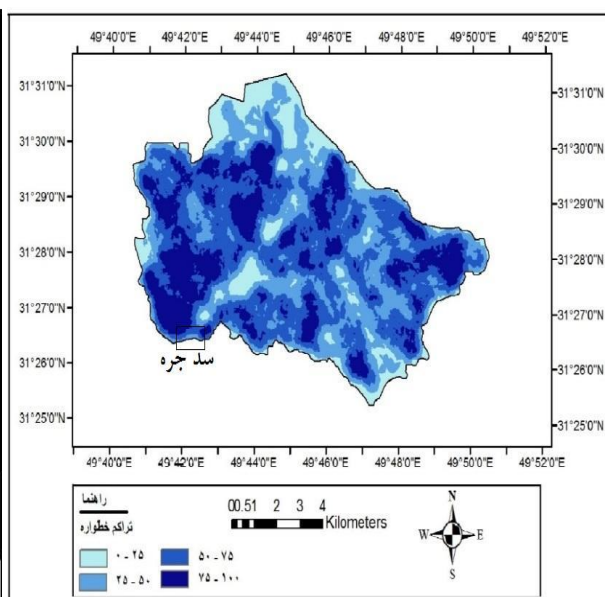 49°40'0"E 49°42'0"E 49°44'0"E 49°46'0"E 49°48'0"E 49°50'0"E 49°52'0"E
31°31'0"N 31°31'0"N
31°30'0"N 31°30'0"N
31°29'0"N 31°29'0"N
31°28'0"N 31°28'0"N
31°27'0"N 31°27'0"N
31°26'0"N 31°26'0"N
سد جره
31°25'0"N 31°25'0"N
49°40'0"E 49°42'0"E 49°44'0"E 49°46'0"E 49°48'0"E 49°50'0"E 49°52'0"E
راهنما
تراکم خطواره
۰ - ۲۵ ۵۰ - ۷۵
۲۵ - ۵۰ ۷۵ - ۱۰۰
00.51 2 3 4
Kilometers
N
W E
S